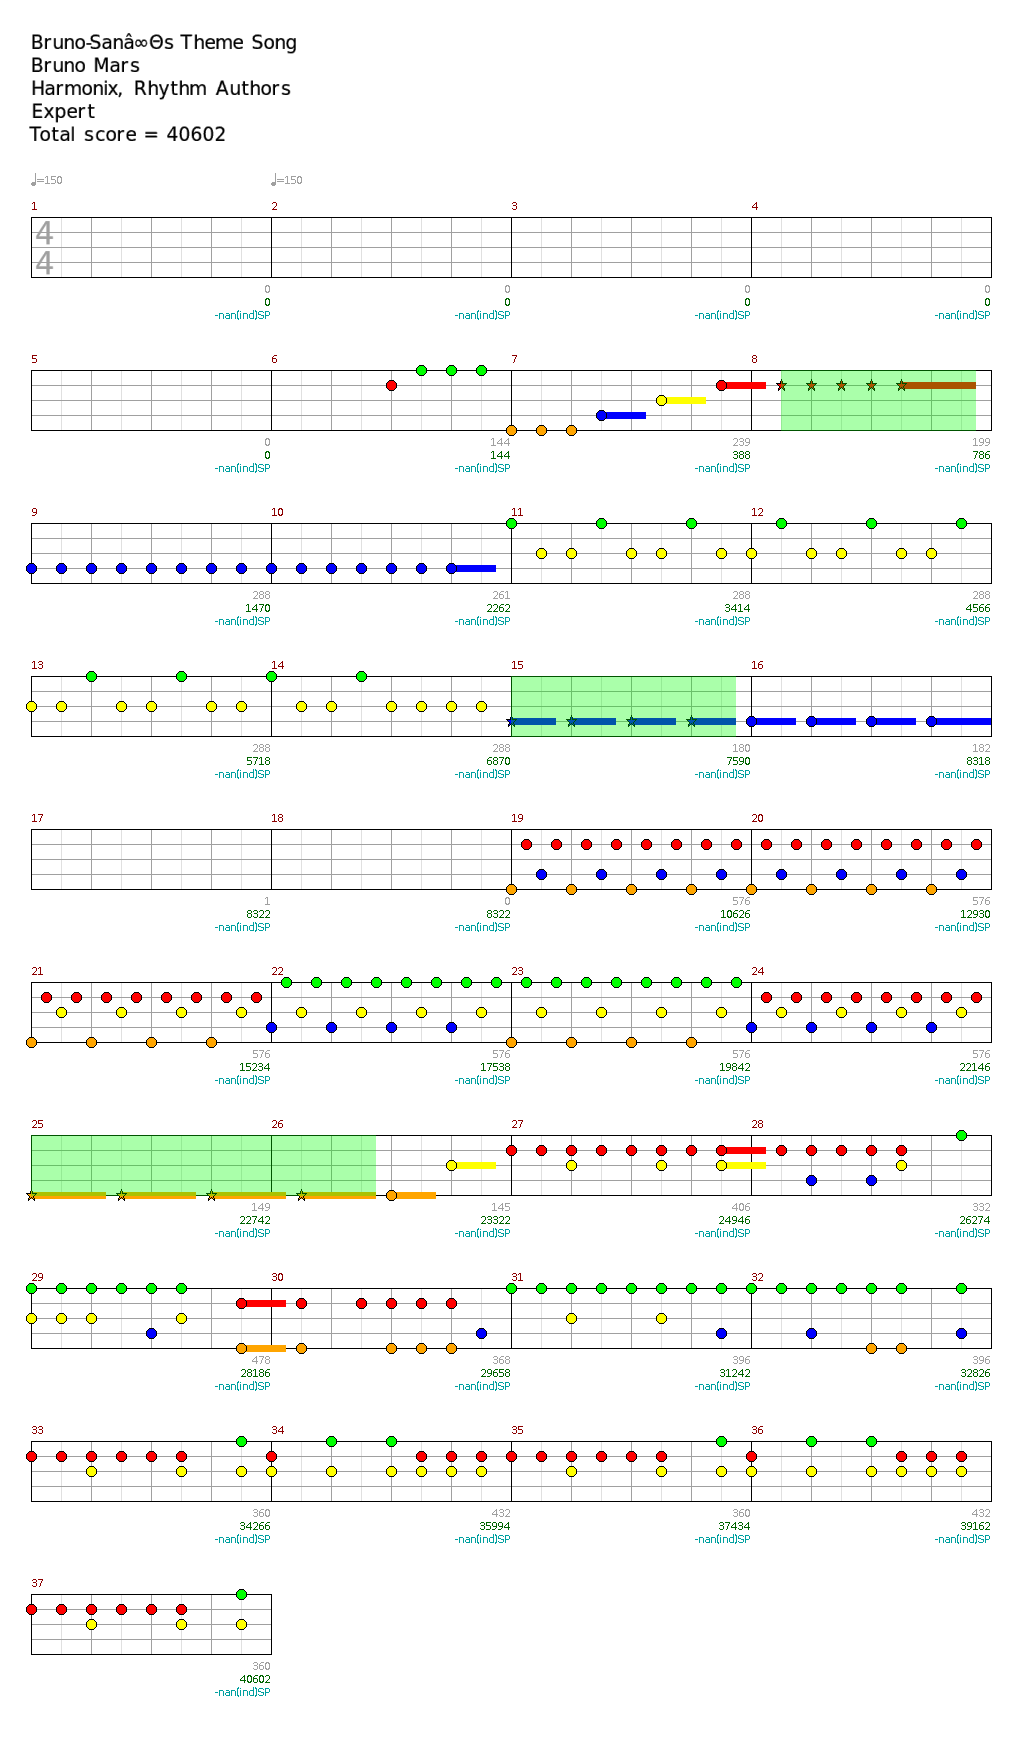 Bruno-Sanâ∞Θs Theme Song
Bruno Mars
Harmonix, Rhythm Authors
Expert
Total score = 40602
♩=150 ♩=150
1 2 3 4
4
4
0 0 0 0
0 0 0 0
-nan(ind)SP -nan(ind)SP -nan(ind)SP -nan(ind)SP
5 6 7 8
0 144 239 199
0 144 388 786
-nan(ind)SP -nan(ind)SP -nan(ind)SP -nan(ind)SP
9 10 11 12
288 261 288 288
1470 2262 3414 4566
-nan(ind)SP -nan(ind)SP -nan(ind)SP -nan(ind)SP
13 14 15 16
288 288 180 182
5718 6870 7590 8318
-nan(ind)SP -nan(ind)SP -nan(ind)SP -nan(ind)SP
17 18 19 20
1 0 576 576
8322 8322 10626 12930
-nan(ind)SP -nan(ind)SP -nan(ind)SP -nan(ind)SP
21 22 23 24
576 576 576 576
15234 17538 19842 22146
-nan(ind)SP -nan(ind)SP -nan(ind)SP -nan(ind)SP
25 26 27 28
149 145 406 332
22742 23322 24946 26274
-nan(ind)SP -nan(ind)SP -nan(ind)SP -nan(ind)SP
29 30 31 32
478 368 396 396
28186 29658 31242 32826
-nan(ind)SP -nan(ind)SP -nan(ind)SP -nan(ind)SP
33 34 35 36
360 432 360 432
34266 35994 37434 39162
-nan(ind)SP -nan(ind)SP -nan(ind)SP -nan(ind)SP
37
360
40602
-nan(ind)SP